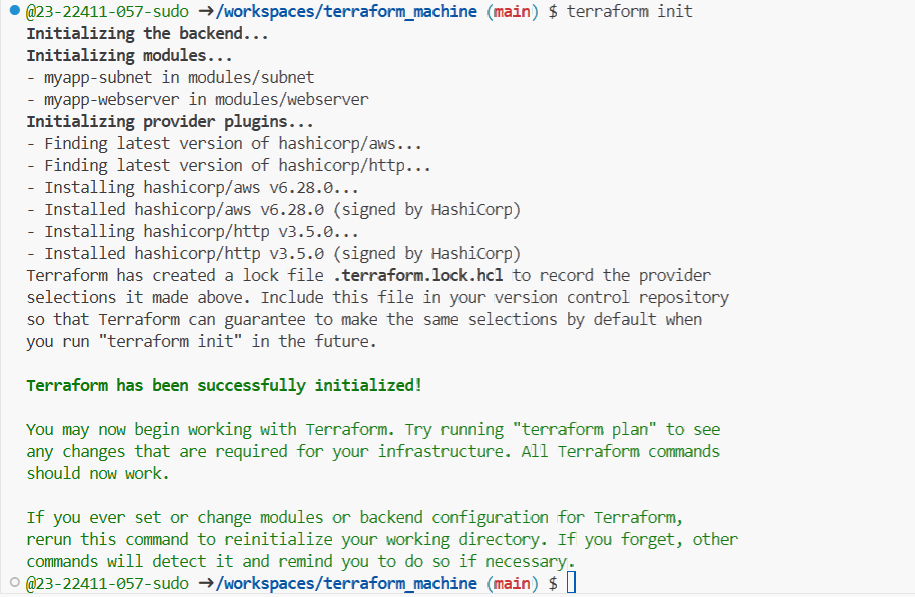 @23-22411-057-sudo →/workspaces/terraform_machine (main) $ terraform init
Initializing the backend...
Initializing modules...
- myapp-subnet in modules/subnet
- myapp-webserver in modules/webserver
Initializing provider plugins...
- Finding latest version of hashicorp/aws...
- Finding latest version of hashicorp/http...
- Installing hashicorp/aws v6.28.0...
- Installed hashicorp/aws v6.28.0 (signed by HashiCorp)
- Installing hashicorp/http v3.5.0...
- Installed hashicorp/http v3.5.0 (signed by HashiCorp)
Terraform has created a lock file .terraform.lock.hcl to record the provider
selections it made above. Include this file in your version control repository
so that Terraform can guarantee to make the same selections by default when
you run "terraform init" in the future.
Terraform has been successfully initialized!
You may now begin working with Terraform. Try running "terraform plan" to see
any changes that are required for your infrastructure. All Terraform commands
should now work.
If you ever set or change modules or backend configuration for Terraform,
rerun this command to reinitialize your working directory. If you forget, other
commands will detect it and remind you to do so if necessary.
@23-22411-057-sudo →/workspaces/terraform_machine (main) $